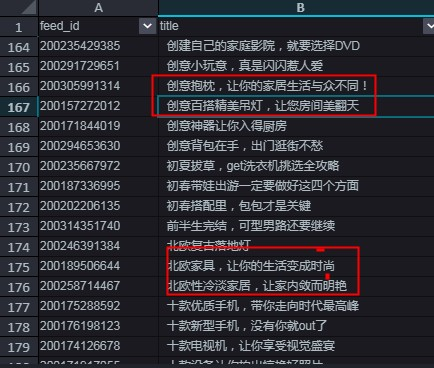 A B
1 feed_id title
164 200235429385 创建自己的家庭影院，就要选择DVD
165 200291729651 创意小玩意，真是闪闪惹人爱
166 200305991314 创意抱枕，让你的家居生活与众不同！
167 200157272012 创意百搭精美吊灯，让您房间美翻天
168 200171844019 创意神器让你入得厨房
169 200294653630 创意背包在手，出门逛街不愁
170 200235667972 初夏拔草，get洗衣机挑选全攻略
171 200187336995 初春带娃出游一定要做好这四个方面
172 200202206135 初春搭配里，包包才是关键
173 200314351740 前半生完结，可型男路还要继续
174 200246391384 北欧复古落地灯
175 200189506644 北欧家具，让你的生活变成时尚
176 200258714467 北欧性冷淡家居，让家内敛而明艳
177 200175288592 十款优质手机，带你走向时代最高峰
178 200176198123 十款新型手机，没有你就out了
179 200174126678 十款电视机，让你享受视觉盛宴